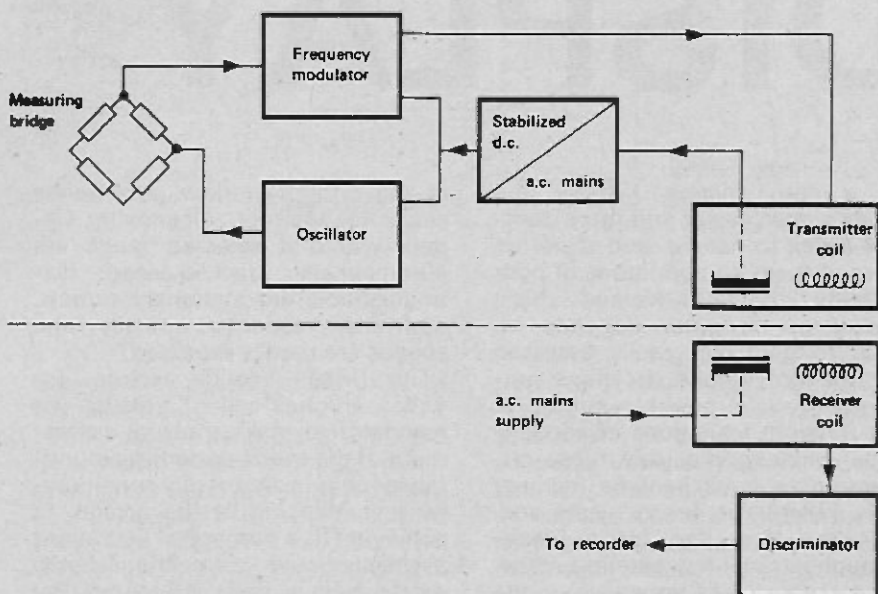 Frequency
modulator
Measuring
bridge
Stabilized
d.c.
a.c. mains
Oscillator
Transmitter
coil
a.c. mains
supply
Receiver
coil
To recorder
Discriminator